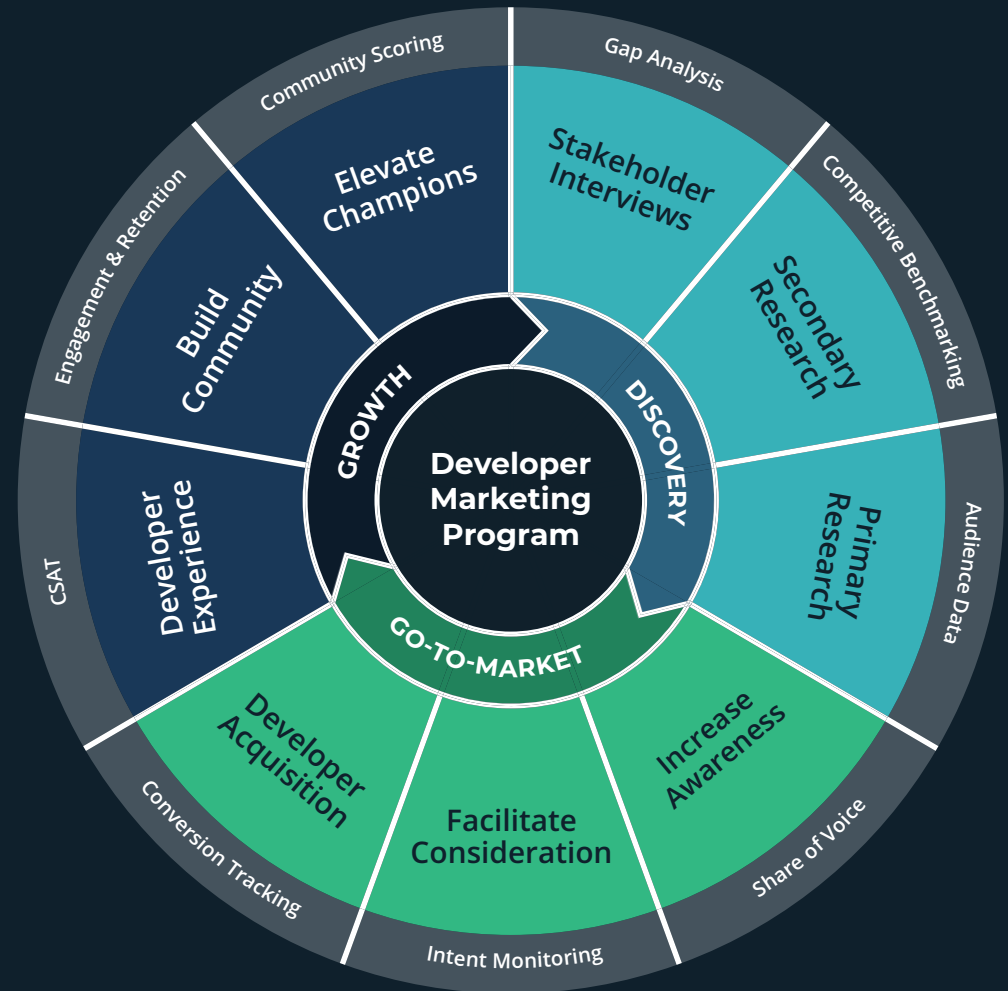 Developer
Marketing
Program
DISCOVERY
GO-TO-MARKET
GROWTH
Gap Analysis
Stakeholder
Interviews
Competitive Benchmarking
Secondary
Research
Audience Data
Primary
Research
Share of Voice
Increase
Awareness
Intent Monitoring
Facilitate
Consideration
Conversion Tracking
Developer
Acquisition
CSAT
Developer
Experience
Engagement & Retention
Build
Community
Community Scoring
Elevate
Champions